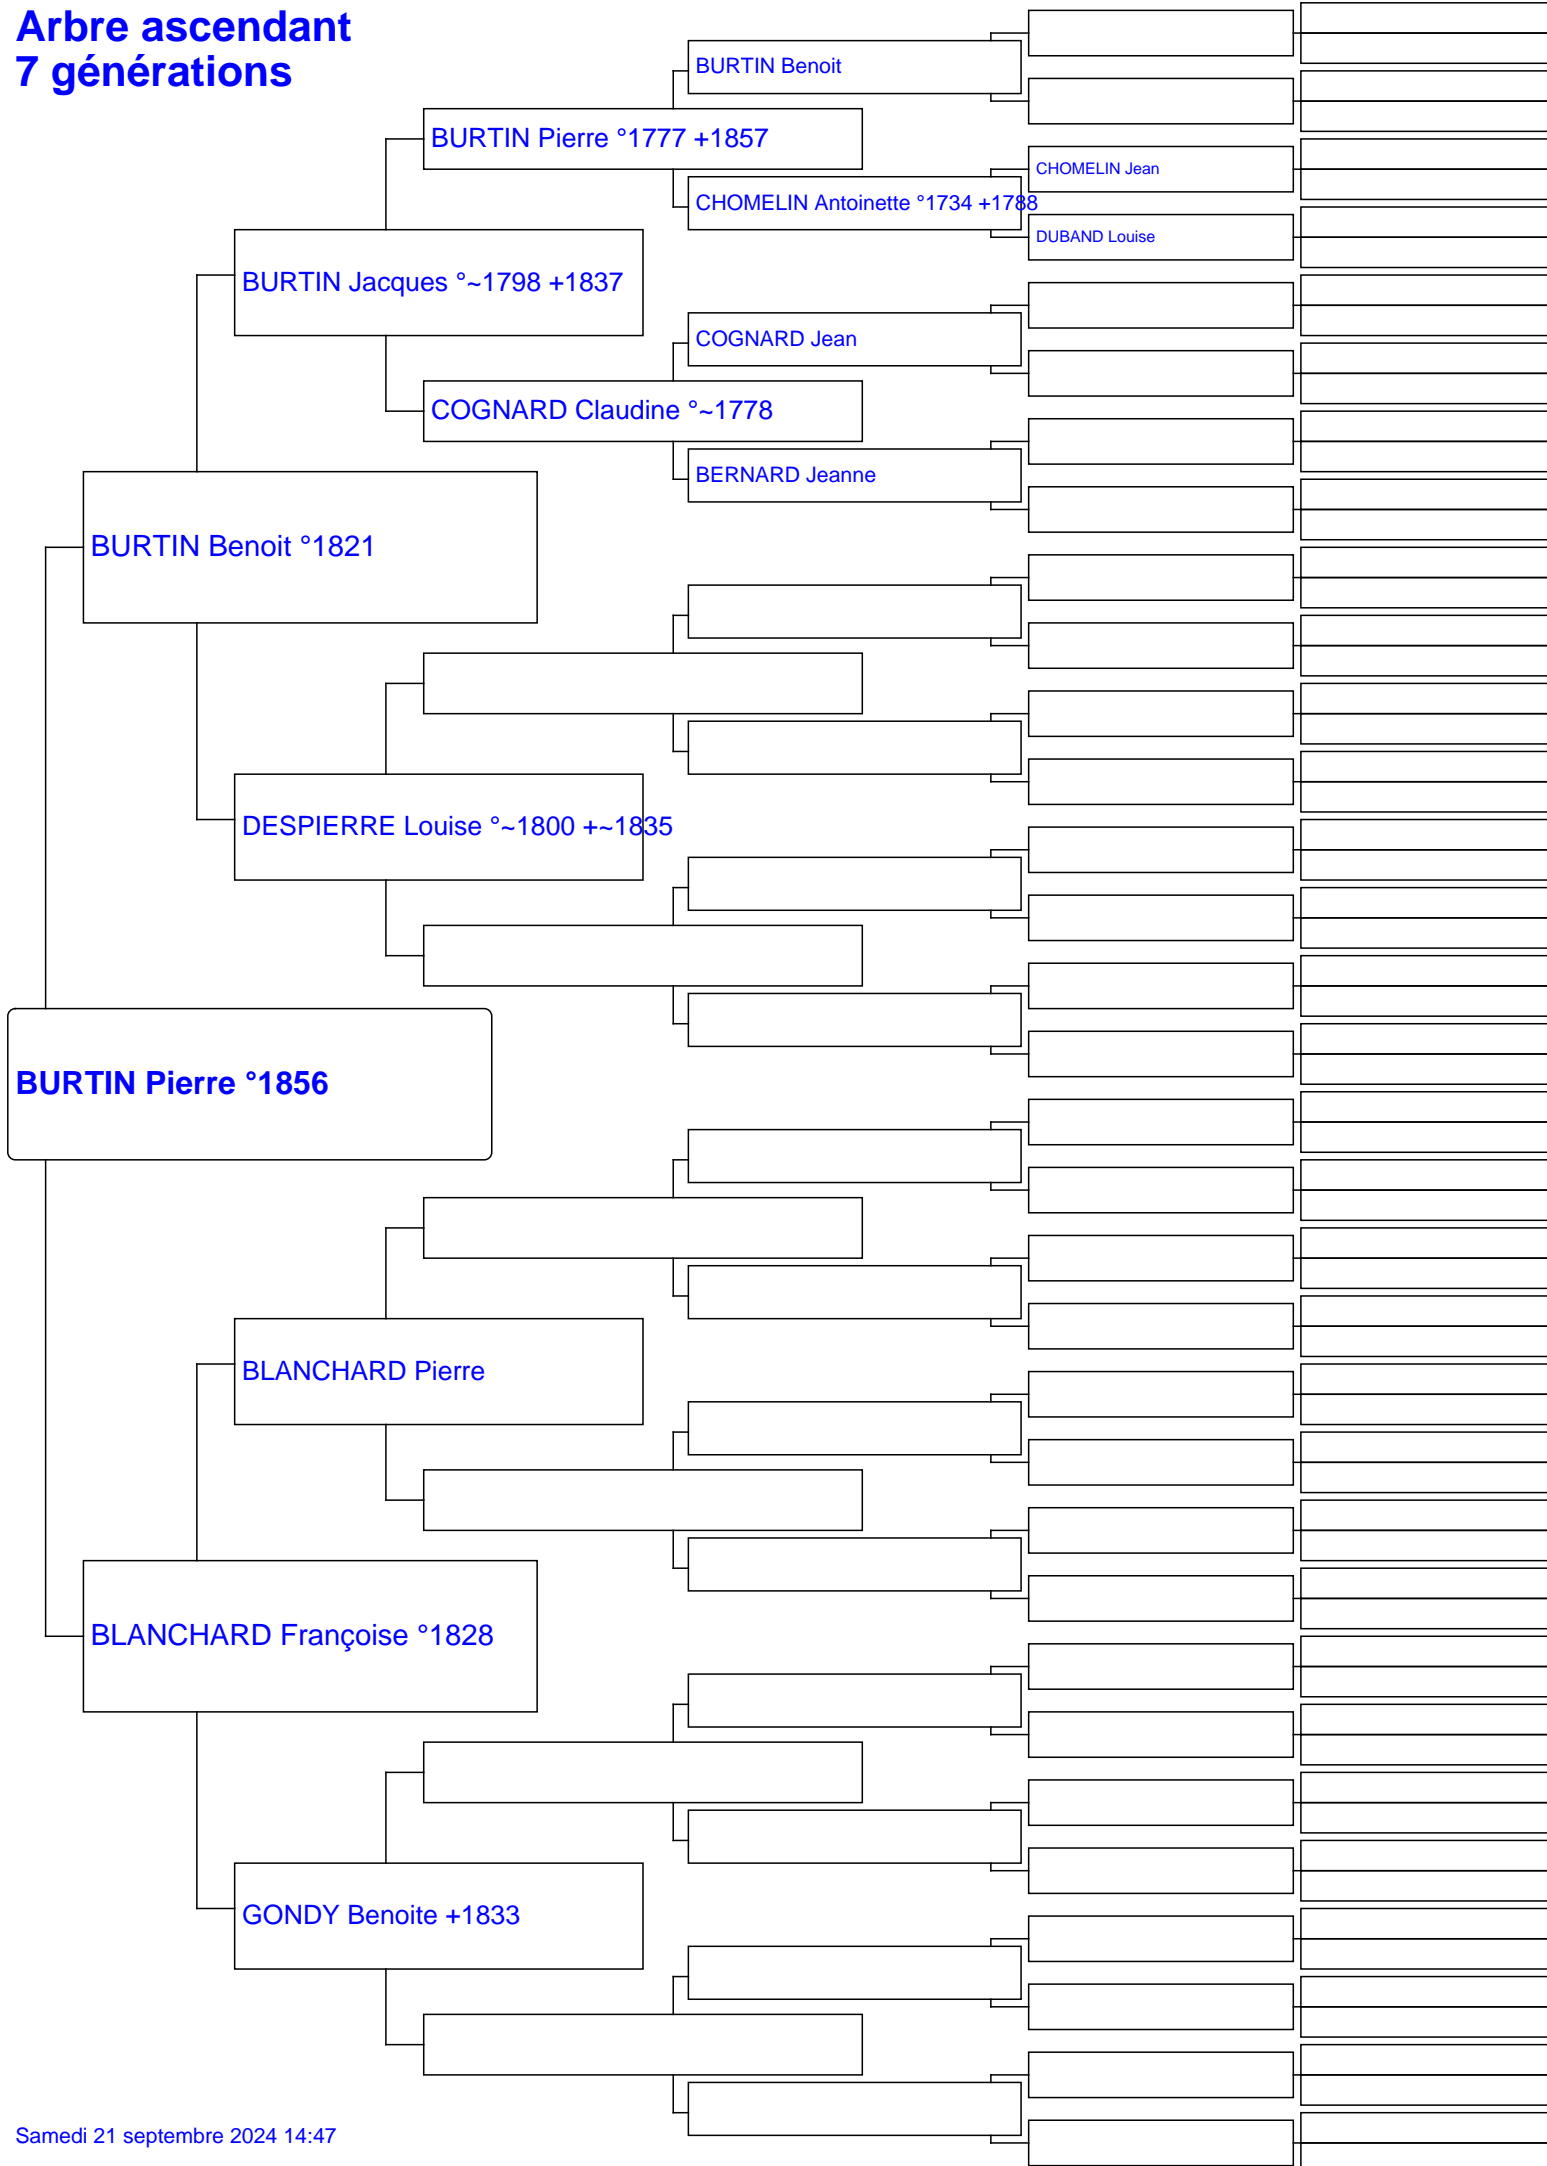 Arbre ascendant
7 générations
BURTIN Benoit
BURTIN Pierre °1777 +1857
CHOMELIN Jean
CHOMELIN Antoinette °1734 +1788
DUBAND Louise
BURTIN Jacques °~1798 +1837
COGNARD Jean
COGNARD Claudine °~1778
BERNARD Jeanne
BURTIN Benoit °1821
DESPIERRE Louise °~1800 +~1835
BURTIN Pierre °1856
BLANCHARD Pierre
BLANCHARD Françoise °1828
GONDY Benoite +1833
Samedi 21 septembre 2024 14:47